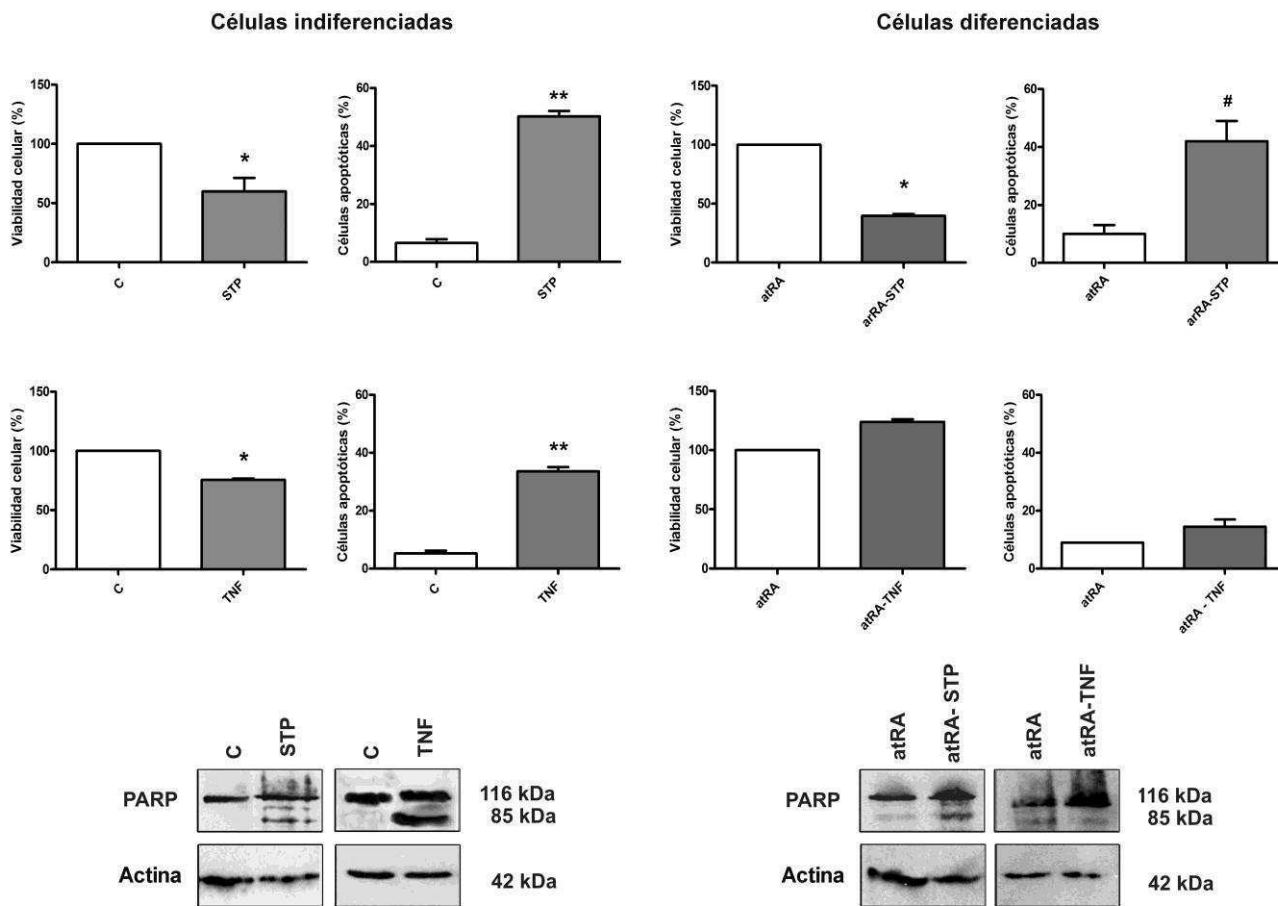 Células indiferenciadas
Células diferenciadas
Viabilidad celular (%)
150
100
50
0
*
C
STP
Células apoptóticas (%)
60
40
20
0
**
C
STP
Viabilidad celular (%)
150
100
50
0
*
atRA
arRA-STP
Células apoptóticas (%)
60
40
20
0
#
atRA
arRA-STP
Viabilidad celular (%)
150
100
50
0
*
C
TNF
Células apoptóticas (%)
60
40
20
0
**
C
TNF
Viabilidad celular (%)
150
100
50
0
atRA
atRA-TNF
Células apoptóticas (%)
60
40
20
0
atRA
atRA - TNF
C
STP
C
TNF
PARP
116 kDa
85 kDa
Actina
42 kDa
atRA
atRA- STP
atRA
atRA-TNF
PARP
116 kDa
85 kDa
Actina
42 kDa